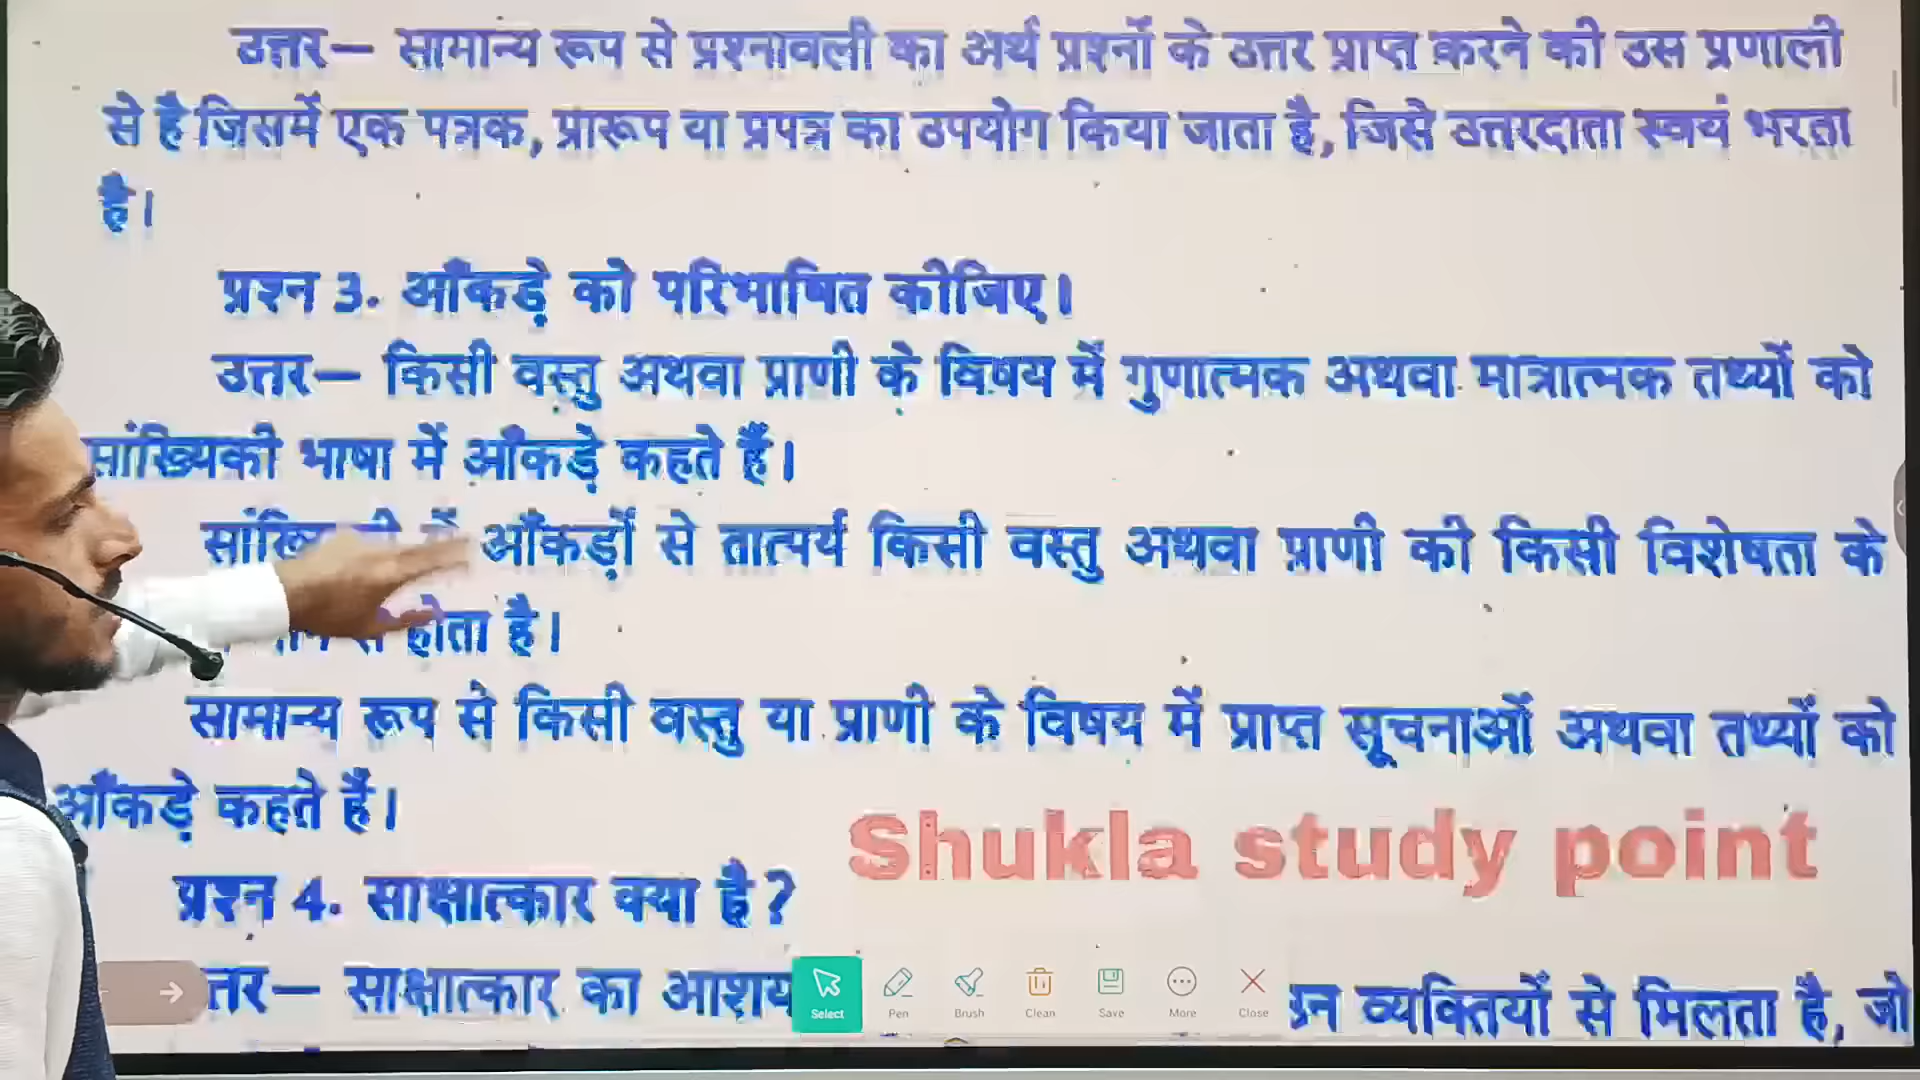 उत्तर— सामान्य रूप से प्रश्नावली का अर्थ प्रश्नों के उत्तर प्राप्त करने की उस प्रणाली
से है जिसमें एक पत्रक, प्रारूप या प्रपत्र का उपयोग किया जाता है, जिसे उत्तरदाता स्वयं भरता
है।
प्रश्न 3. आँकड़े को परिभाषित कीजिए।
उत्तर— किसी वस्तु अथवा प्राणी के विषय में गुणात्मक अथवा मात्रात्मक तथ्यों को
सांख्यिकी भाषा में आँकड़े कहते हैं।
आँकड़ों से तात्पर्य किसी वस्तु अथवा प्राणी की किसी विशेषता के
होता है।
सामान्य रूप से किसी वस्तु या प्राणी के विषय में प्राप्त सूचनाओं अथवा तथ्यों को
आँकड़े कहते हैं।
Shukla study point
प्रश्न 4. साक्षात्कार क्या है?
साक्षात्कार का आशय व्यक्तियों से मिलता है, जो
Select Pen Brush Clean Save More Close